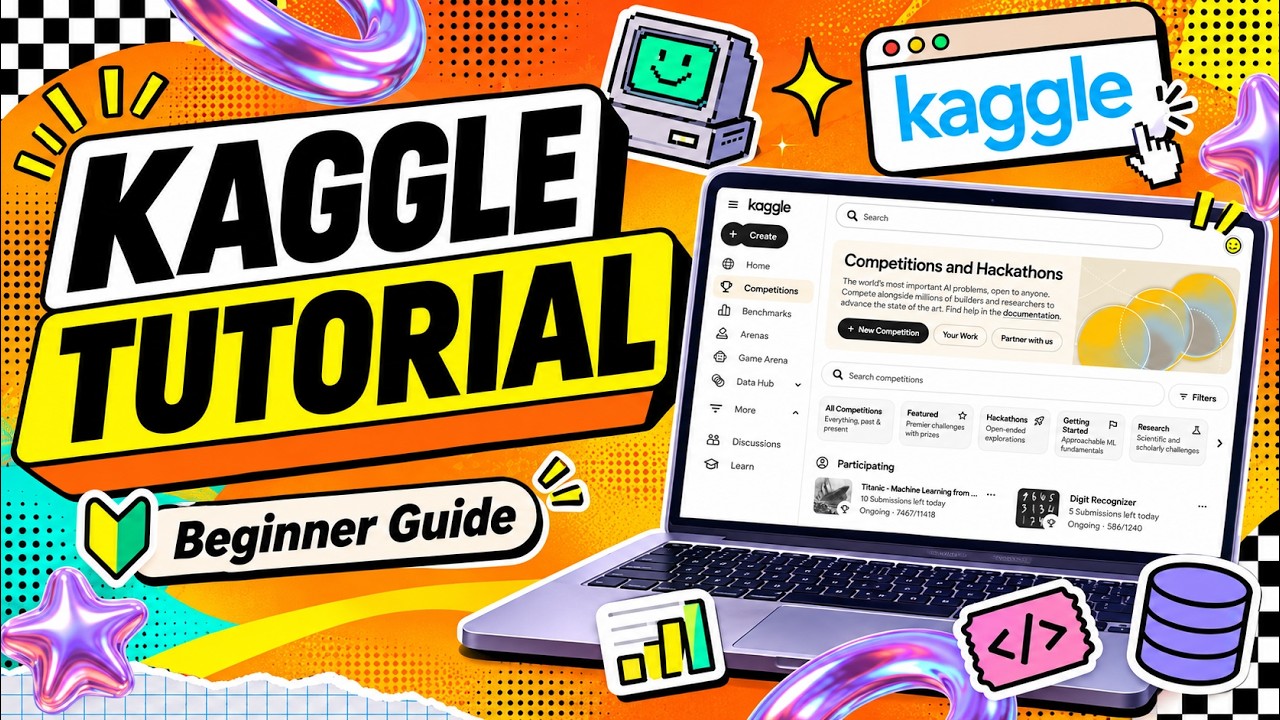 KAGGLE
TUTORIAL
Beginner Guide
kaggle
kaggle
Search
+ Create
Home
Competitions
Benchmarks
Arenas
Game Arena
Data Hub
More
Discussions
Learn
Competitions and Hackathons
The world's most important AI problems, open to anyone.
Compete alongside millions of builders and researchers to
advance the state of the art. Find help in the documentation.
+ New Competition
Your Work
Partner with us
Search competitions
Filters
All Competitions
Everything, past &
present
Featured
Premier challenges
with prizes
Hackathons
Open-ended
explorations
Getting
Started
Approachable ML
fundamentals
Research
Scientific and
scholarly challenges
Participating
Titanic - Machine Learning from ...
10 Submissions left today
Ongoing · 7467/11418
Digit Recognizer
5 Submissions left today
Ongoing · 586/1240
</>